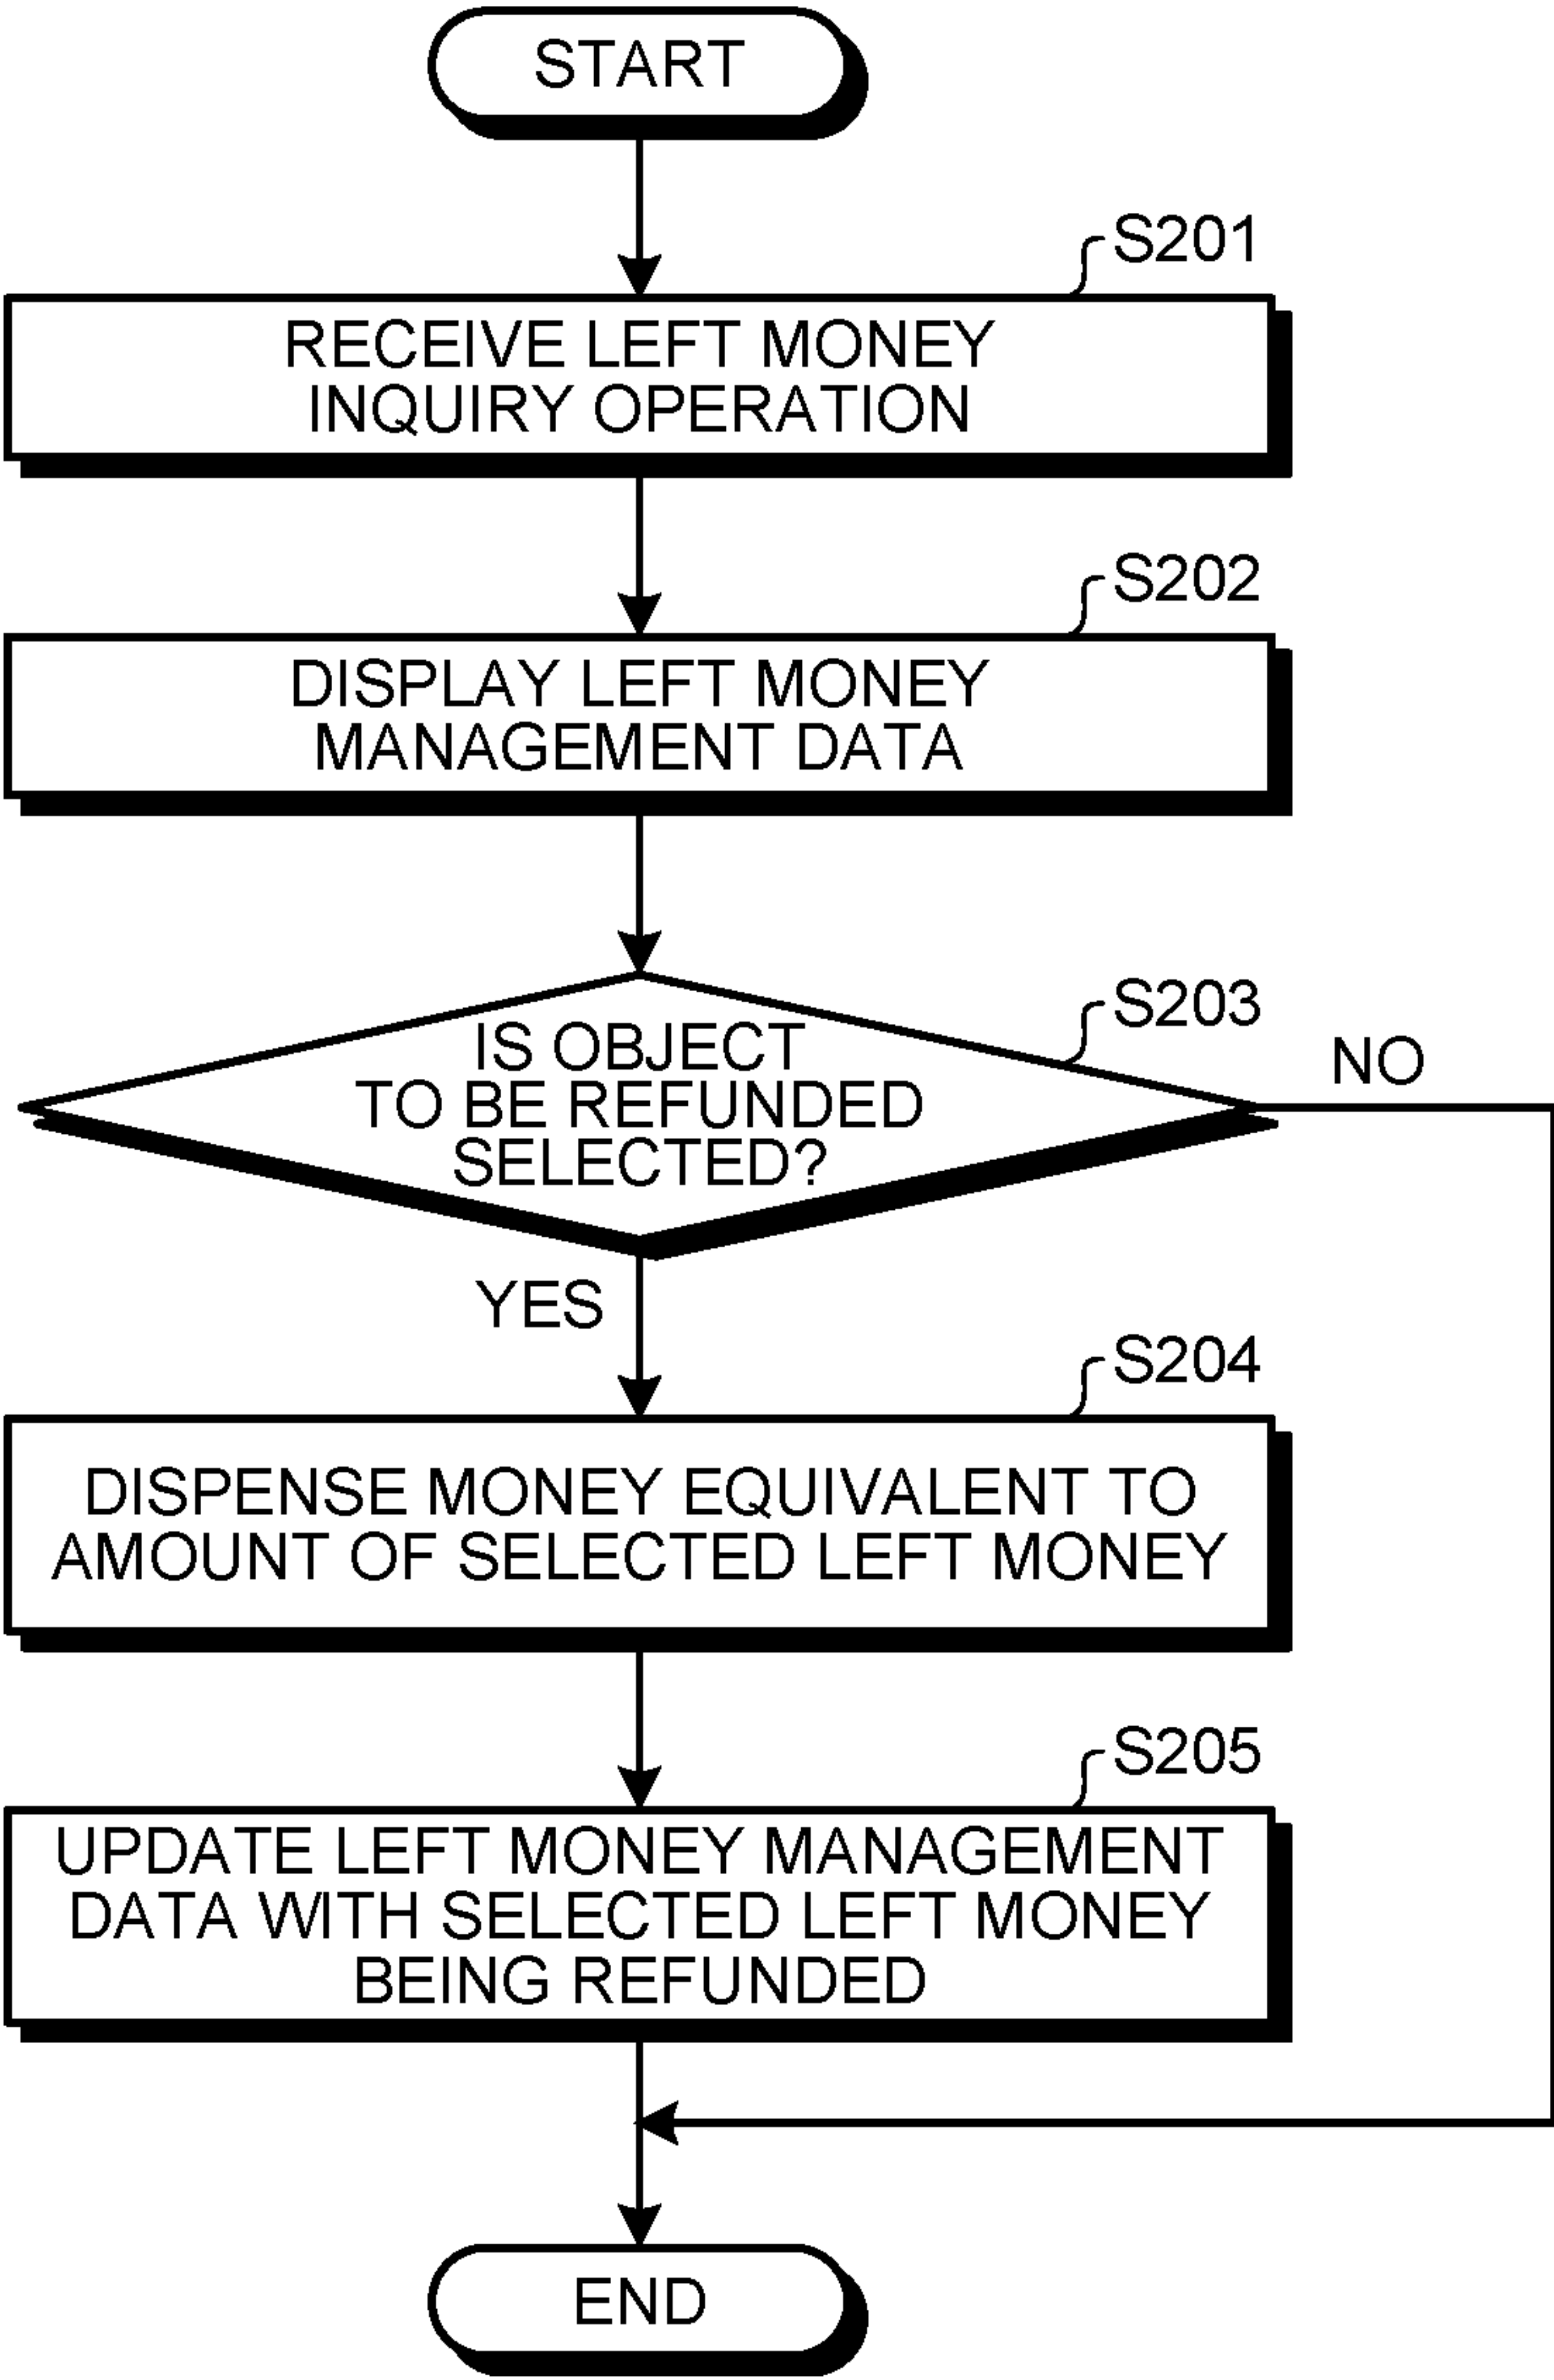 START
S201
RECEIVE LEFT MONEY
INQUIRY OPERATION
S202
DISPLAY LEFT MONEY
MANAGEMENT DATA
S203
IS OBJECT
TO BE REFUNDED
SELECTED?
NO
YES
S204
DISPENSE MONEY EQUIVALENT TO
AMOUNT OF SELECTED LEFT MONEY
S205
UPDATE LEFT MONEY MANAGEMENT
DATA WITH SELECTED LEFT MONEY
BEING REFUNDED
END